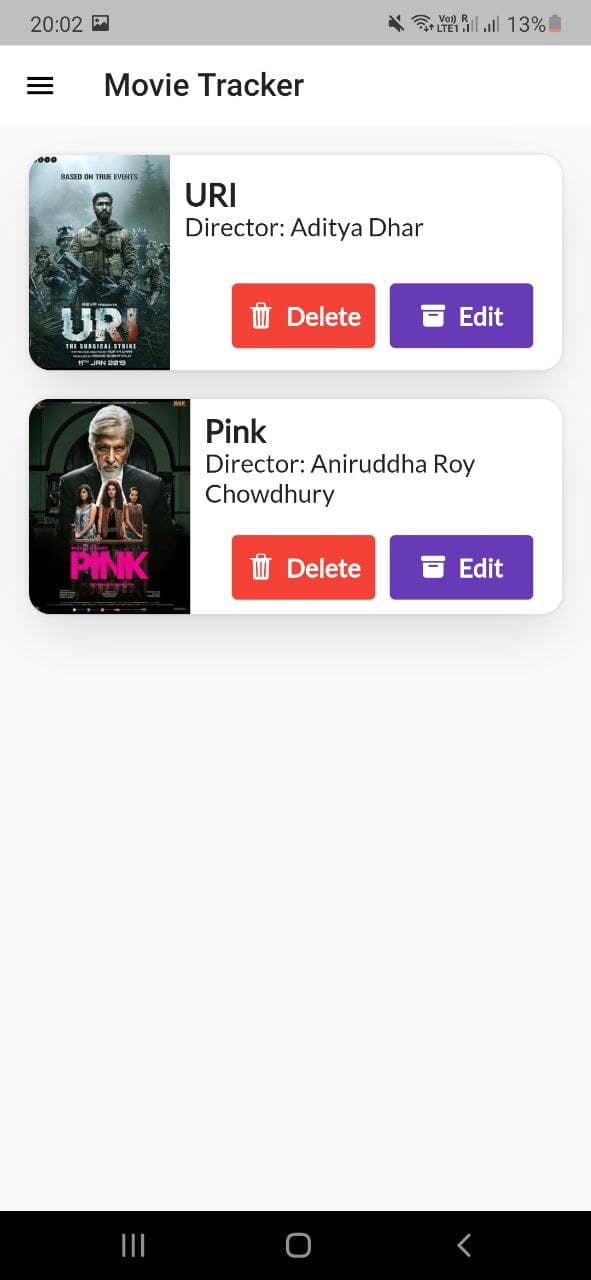 20:02
Vo)) R
LTE1
13%
Movie Tracker
BASED ON TRUE EVENTS
URI
THE SURGICAL STRIKE
11TH JAN 2019
URI
Director: Aditya Dhar
Delete
Edit
PINK
Pink
Director: Aniruddha Roy
Chowdhury
Delete
Edit